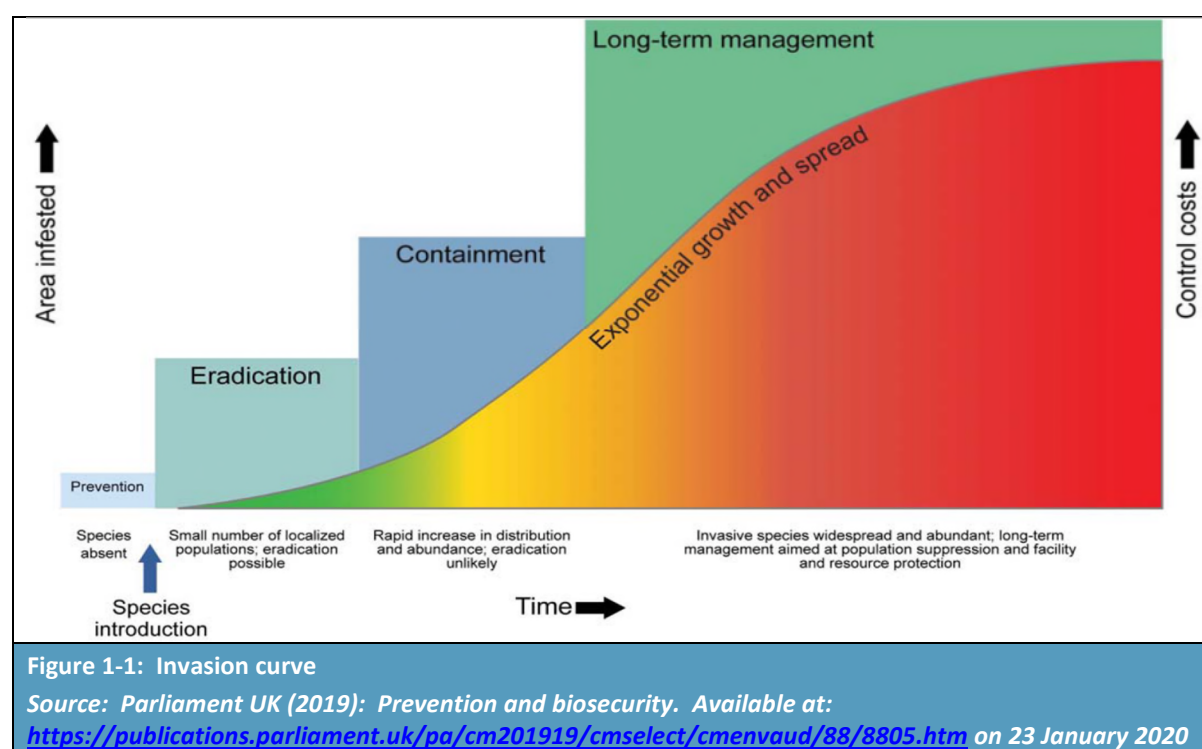 Long-term management
Area infested
Control costs
Exponential growth and spread
Containment
Eradication
Prevention
Species
absent
Small number of localized
populations; eradication
possible
Rapid increase in distribution
and abundance; eradication
unlikely
Invasive species widespread and abundant; long-term
management aimed at population suppression and facility
and resource protection
Species
introduction
Time
Figure 1-1: Invasion curve
Source: Parliament UK (2019): Prevention and biosecurity. Available at:
https://publications.parliament.uk/pa/cm201919/cmselect/cmenvaud/88/8805.htm on 23 January 2020